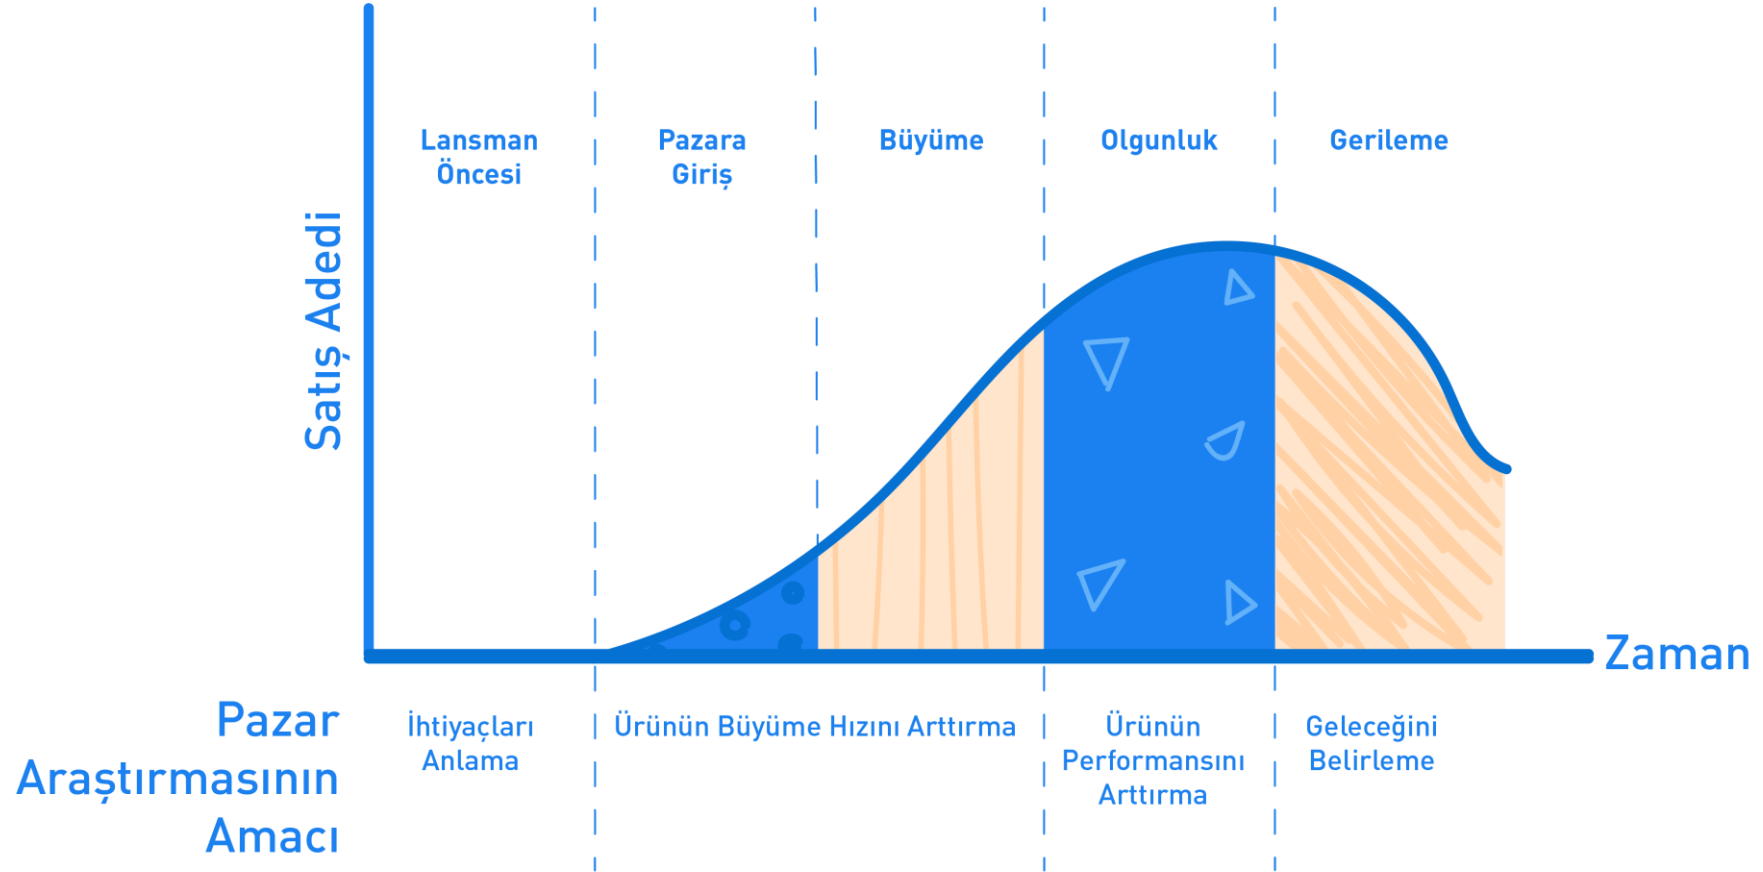 Lansman
Öncesi
Pazara
Giriş
Büyüme
Olgunluk
Gerileme
Satış Adedi
Zaman
Pazar
Araştırmasının
Amacı
İhtiyaçları
Anlama
Ürünün Büyüme Hızını Arttırma
Ürünün
Performansını
Arttırma
Geleceğini
Belirleme